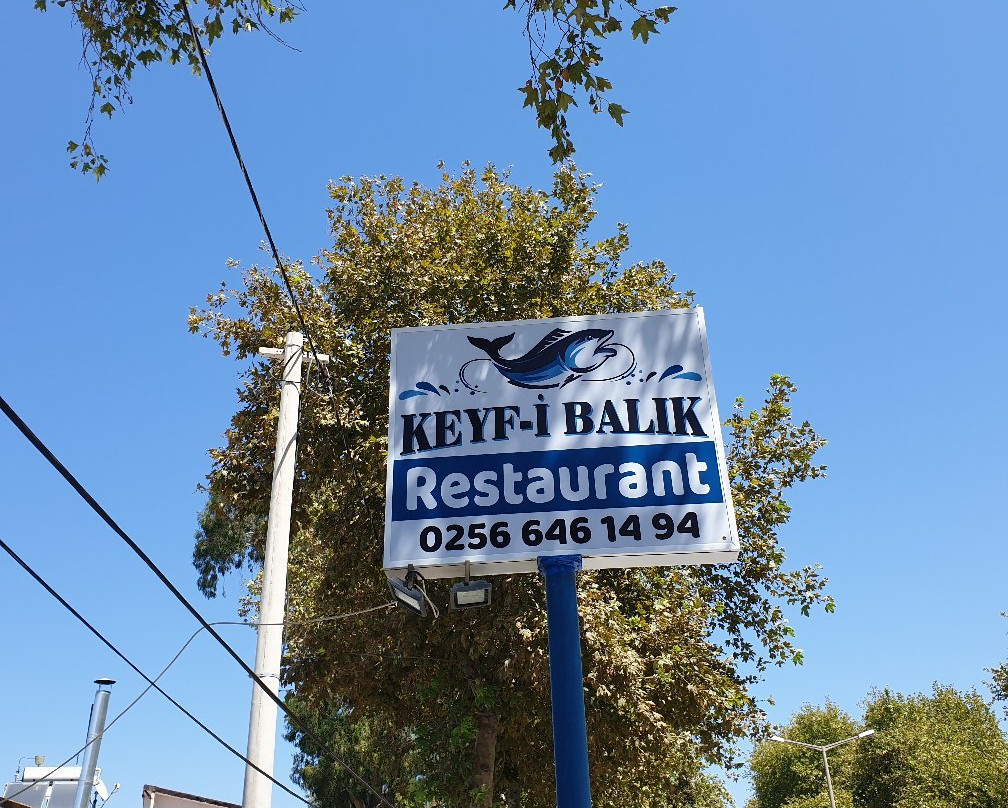 KEYF-İ BALIK
Restaurant
0256 646 14 94